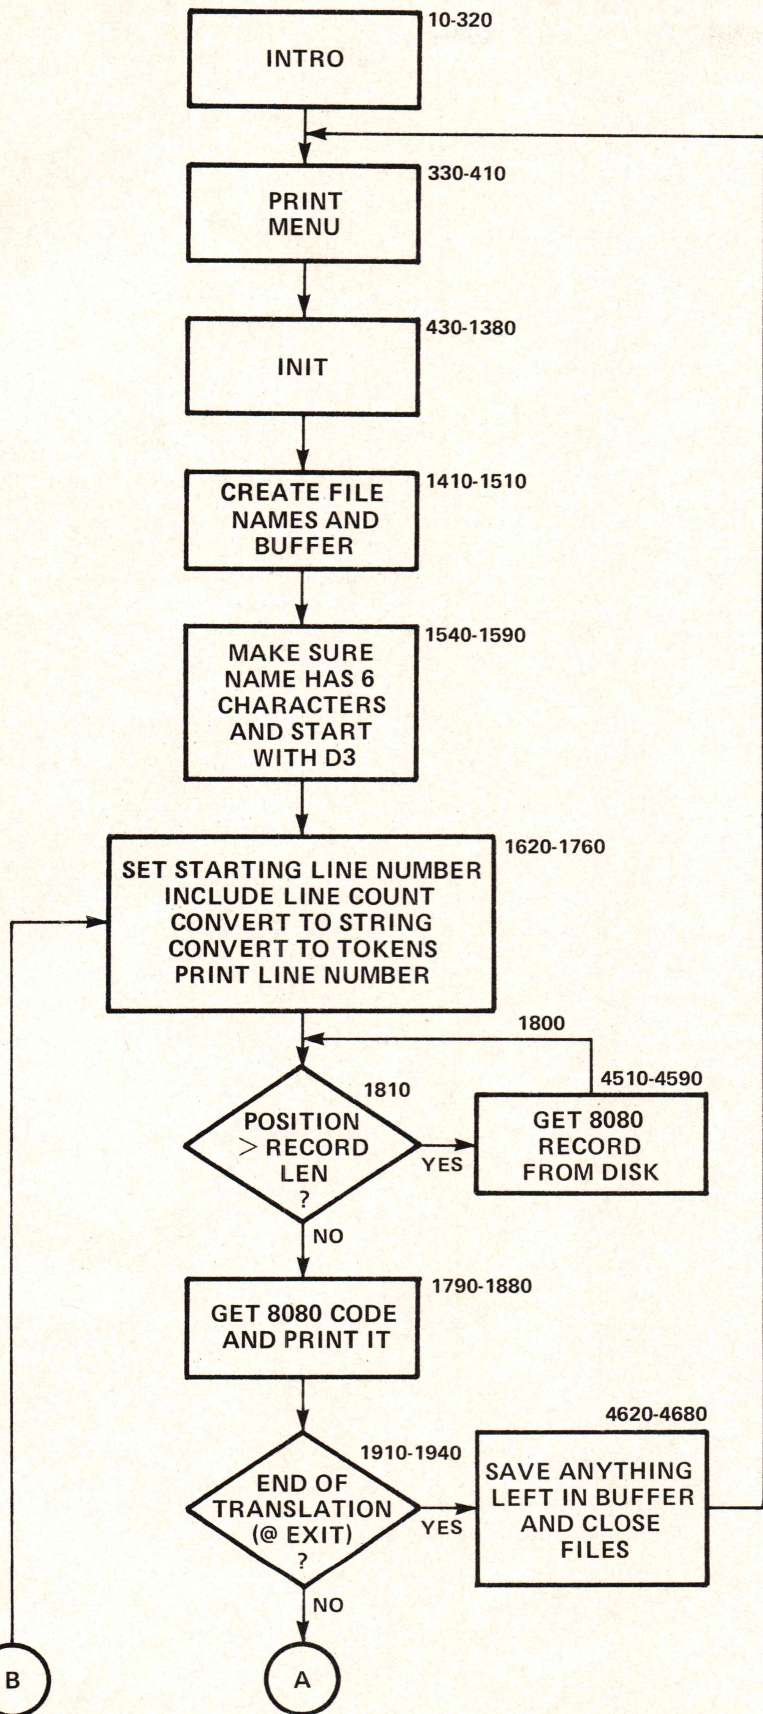 10-320
INTRO
330-410
PRINT
MENU
430-1380
INIT
1410-1510
CREATE FILE
NAMES AND
BUFFER
1540-1590
MAKE SURE
NAME HAS 6
CHARACTERS
AND START
WITH D3
1620-1760
SET STARTING LINE NUMBER
INCLUDE LINE COUNT
CONVERT TO STRING
CONVERT TO TOKENS
PRINT LINE NUMBER
1800
1810
POSITION
> RECORD
LEN
?
YES
4510-4590
GET 8080
RECORD
FROM DISK
NO
1790-1880
GET 8080 CODE
AND PRINT IT
1910-1940
END OF
TRANSLATION
(@ EXIT)
?
YES
4620-4680
SAVE ANYTHING
LEFT IN BUFFER
AND CLOSE
FILES
NO
B
A